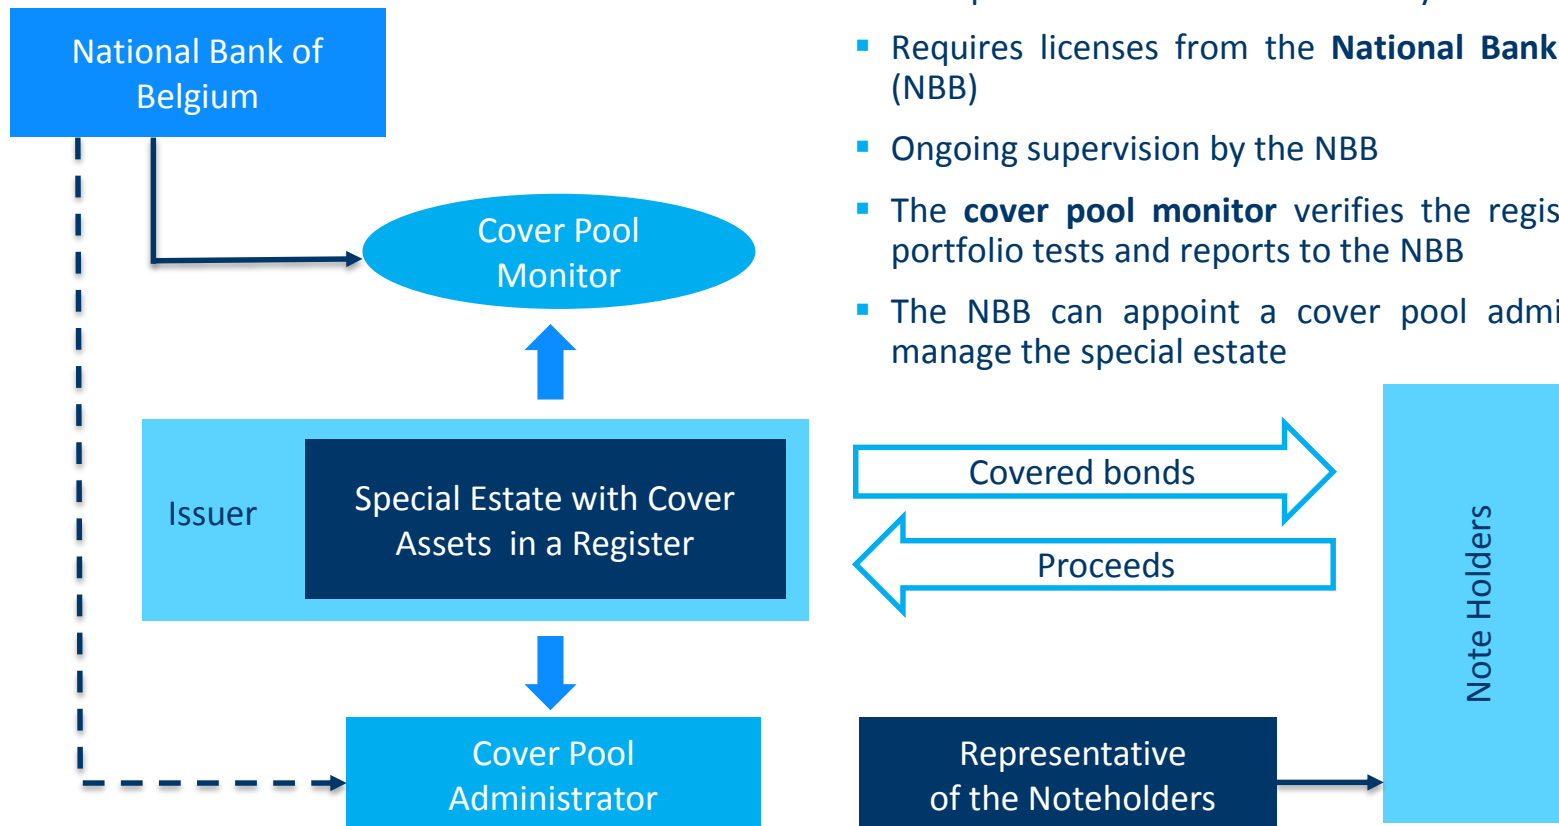 National Bank of
Belgium
Requires licenses from the National Bank
(NBB)
Ongoing supervision by the NBB
The cover pool monitor verifies the regis
portfolio tests and reports to the NBB
The NBB can appoint a cover pool admi
manage the special estate
Cover Pool
Monitor
Issuer
Special Estate with Cover
Assets in a Register
Covered bonds
Proceeds
Note Holders
Cover Pool
Administrator
Representative
of the Noteholders